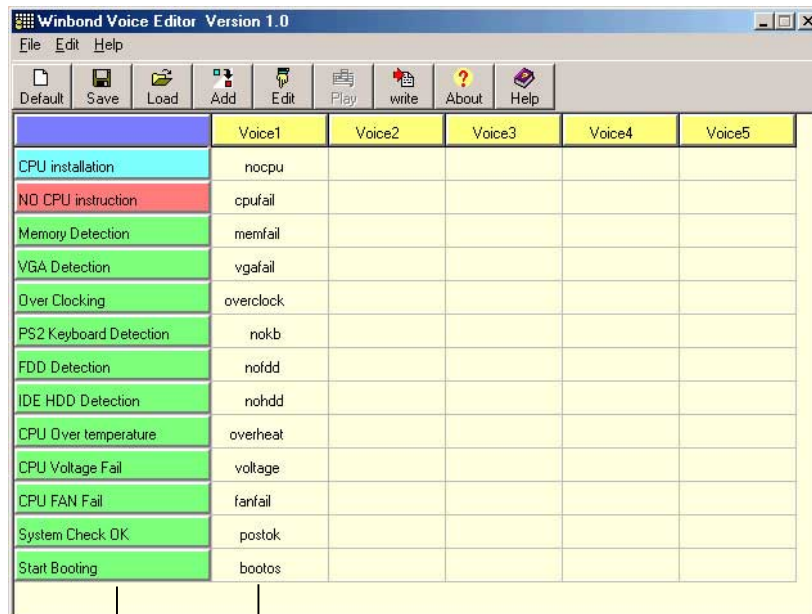 Winbond Voice Editor Version 1.0
File Edit Help
Default Save Load Add Edit Play write About Help
Voice1 Voice2 Voice3 Voice4 Voice5
CPU installation nocpu
NO CPU instruction cpufail
Memory Detection memfail
VGA Detection vgafail
Over Clocking overclock
PS2 Keyboard Detection nokb
FDD Detection nofdd
IDE HDD Detection nohdd
CPU Over temperature overheat
CPU Voltage Fail voltage
CPU FAN Fail fanfail
System Check OK postok
Start Booting bootos